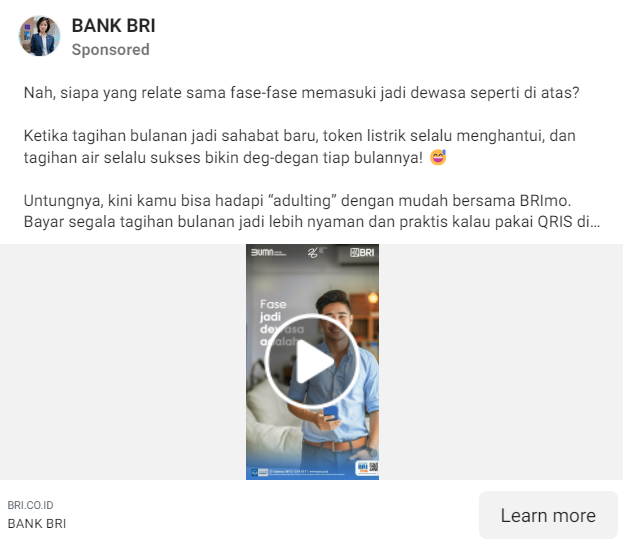 BANK BRI
Sponsored
Nah, siapa yang relate sama fase-fase memasuki jadi dewasa seperti di atas?
Ketika tagihan bulanan jadi sahabat baru, token listrik selalu menghantui, dan
tagihan air selalu sukses bikin deg-degan tiap bulannya! 😅
Untungnya, kini kamu bisa hadapi “adulting” dengan mudah bersama BRImo.
Bayar segala tagihan bulanan jadi lebih nyaman dan praktis kalau pakai QRIS di...
BUMN
BRI
Fase
jadi
dewasa
adalah
BRI
BRI.CO.ID
BANK BRI
Learn more